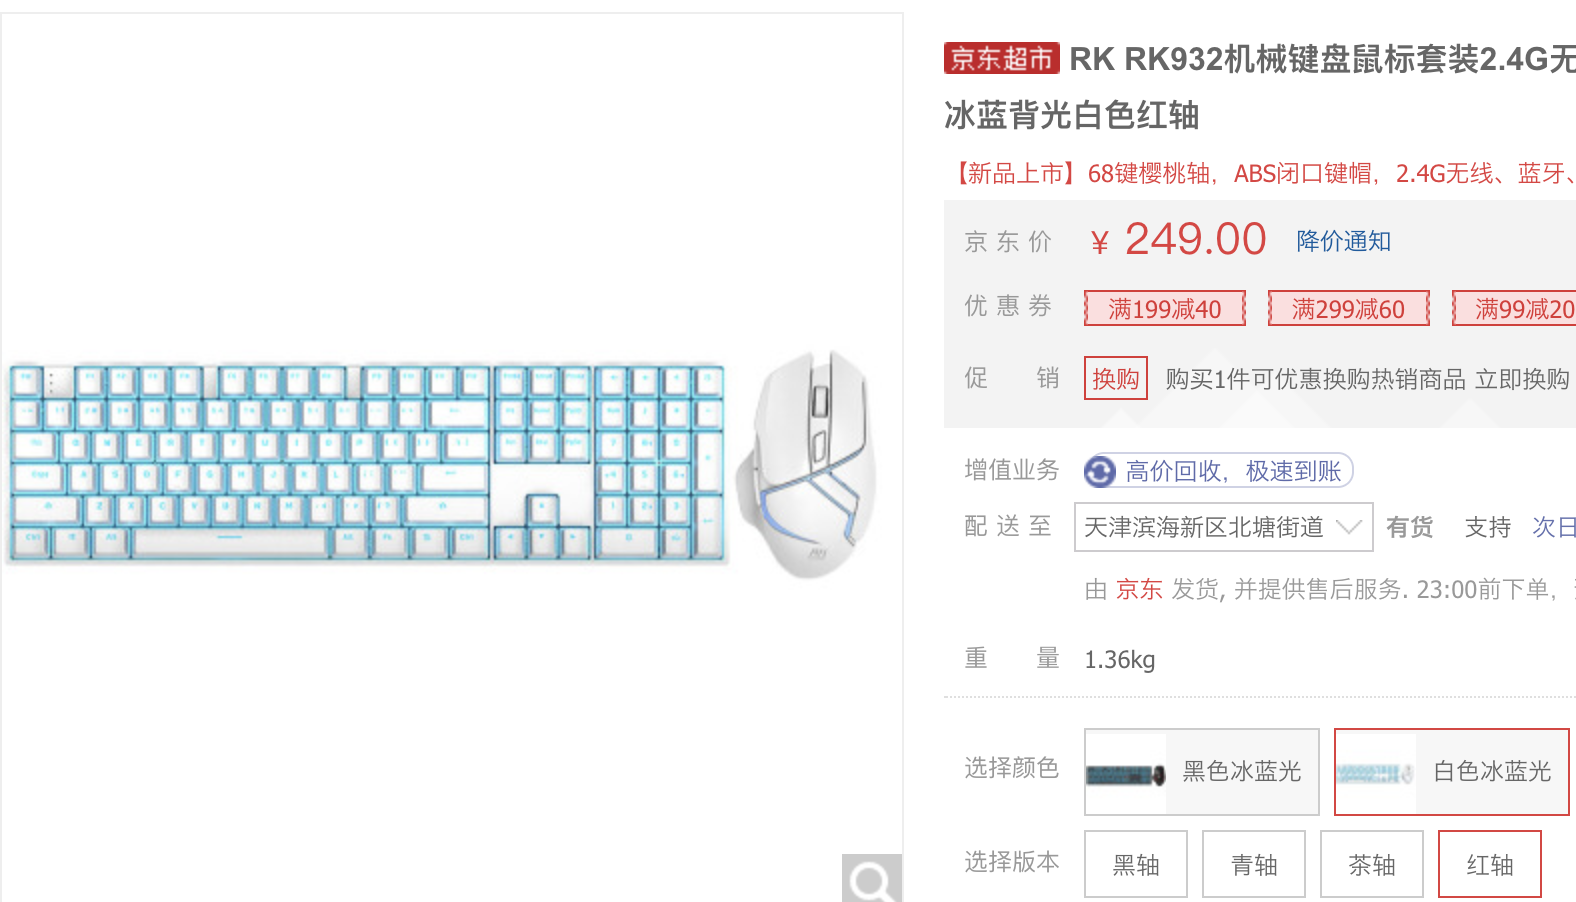 京东超市 RK RK932机械键盘鼠标套装2.4G无
冰蓝背光白色红轴
【新品上市】68键樱桃轴，ABS闭口键帽，2.4G无线、蓝牙、
京东价 ￥ 249.00 降价通知
优惠券 满199减40 满299减60 满99减20
促销 换购 购买1件可优惠换购热销商品 立即换购
增值业务 高价回收，极速到账
配送至 天津滨海新区北塘街道 有货 支持 次日
由 京东 发货, 并提供售后服务. 23:00前下单，
重量 1.36kg
选择颜色 黑色冰蓝光 白色冰蓝光
选择版本 黑轴 青轴 茶轴 红轴